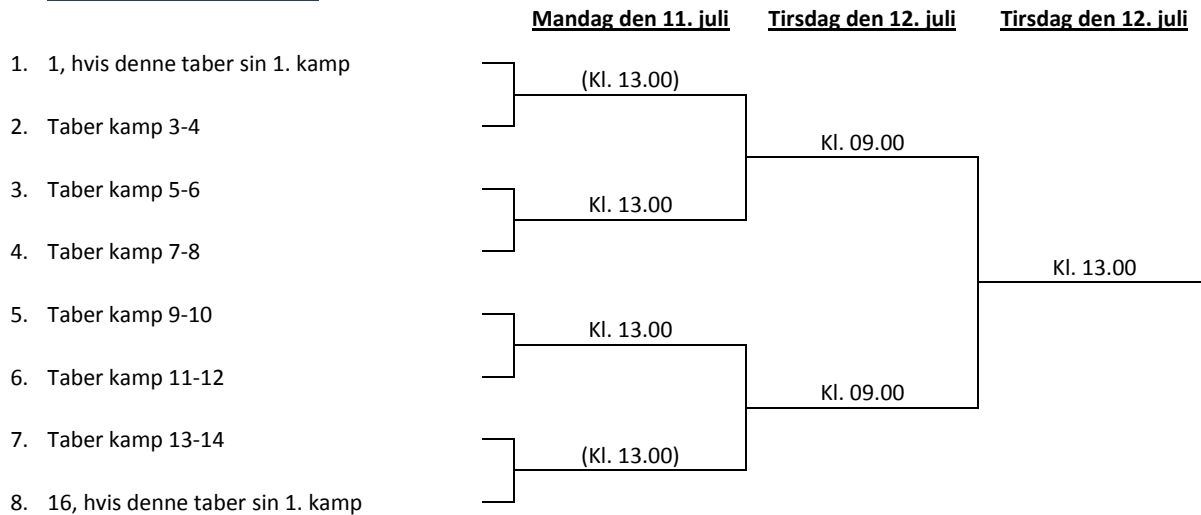 Mandag den 11. juli Tirsdag den 12. juli Tirsdag den 12. juli
1. 1, hvis denne taber sin 1. kamp
(Kl. 13.00)
2. Taber kamp 3-4
Kl. 09.00
3. Taber kamp 5-6
Kl. 13.00
4. Taber kamp 7-8
Kl. 13.00
5. Taber kamp 9-10
Kl. 13.00
6. Taber kamp 11-12
Kl. 09.00
7. Taber kamp 13-14
(Kl. 13.00)
8. 16, hvis denne taber sin 1. kamp